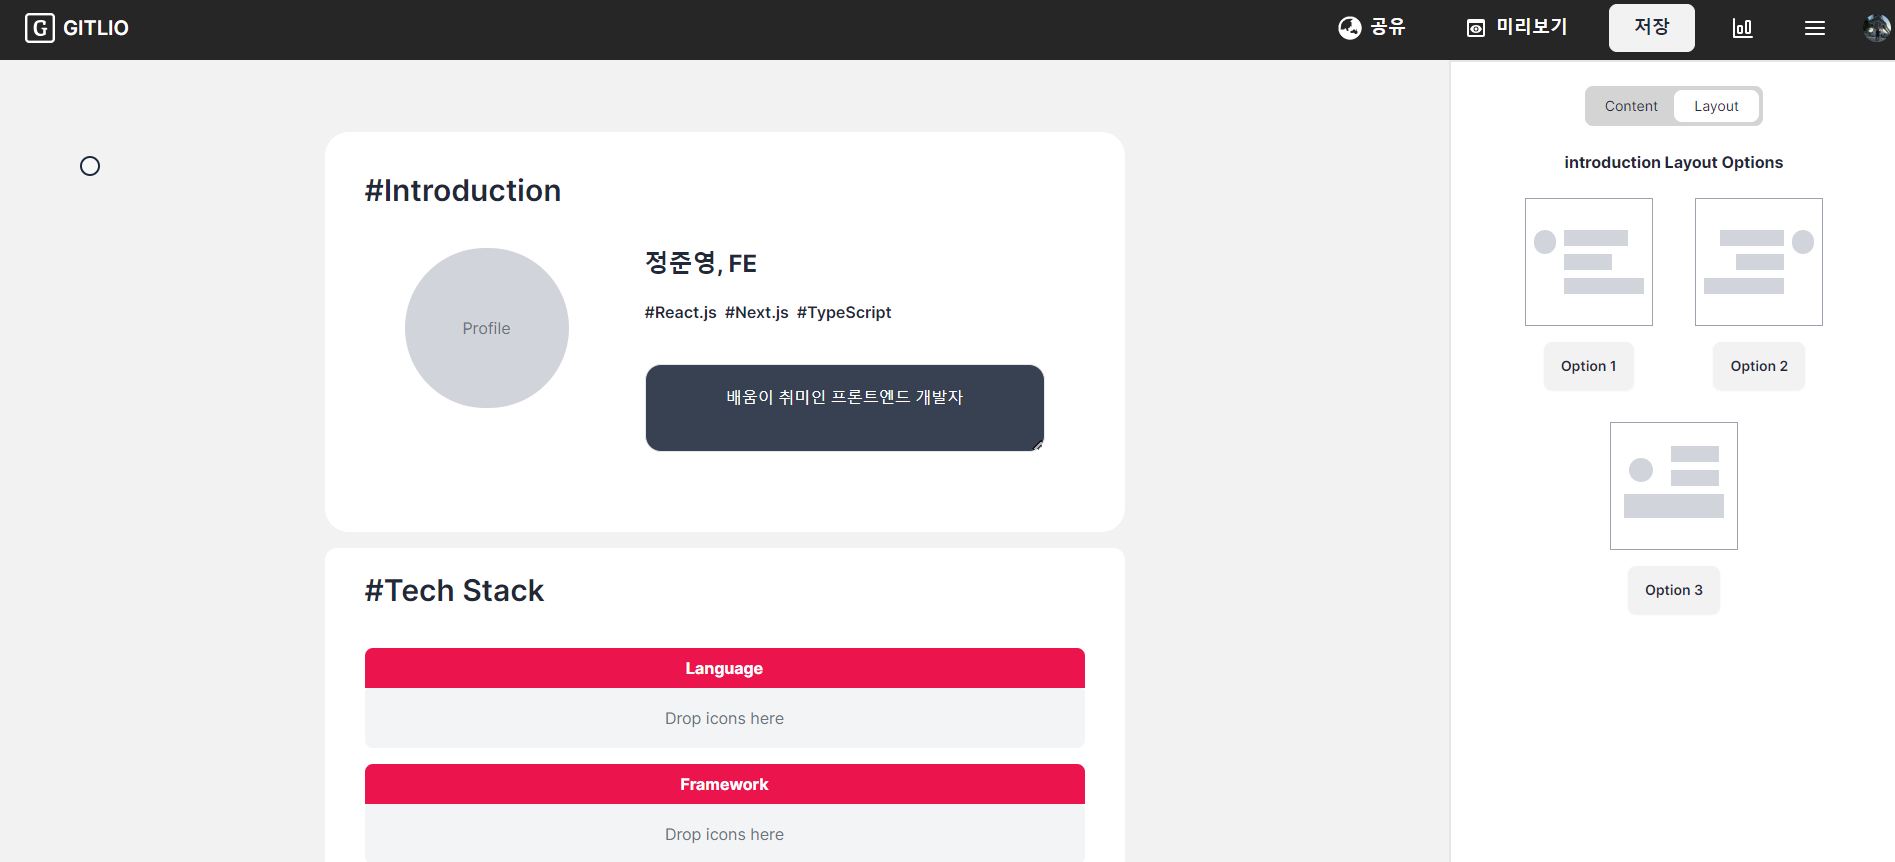 G GITLIO
공유
미리보기
저장
Content
Layout
introduction Layout Options
Option 1
Option 2
Option 3
#Introduction
Profile
정준영, FE
#React.js #Next.js #TypeScript
배움이 취미인 프론트엔드 개발자
#Tech Stack
Language
Drop icons here
Framework
Drop icons here